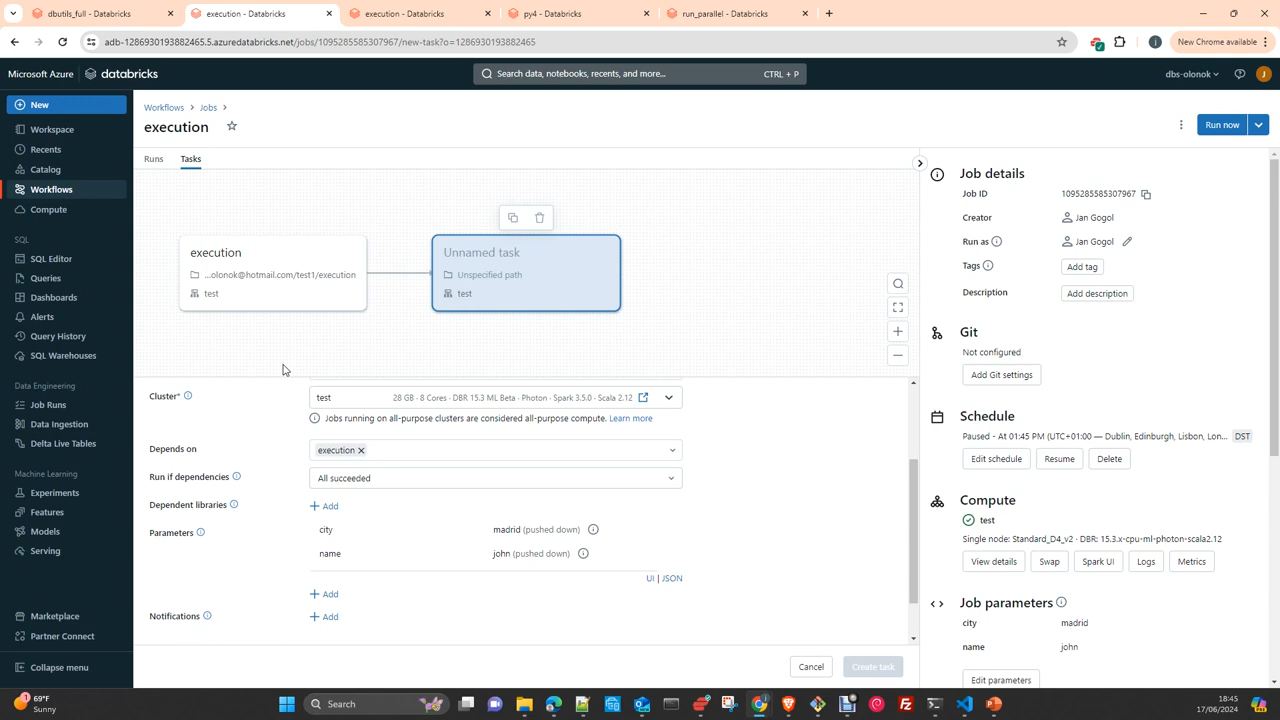 dbutils_full - Databricks
execution - Databricks
execution - Databricks
py4 - Databricks
run_parallel - Databricks
adb-1286930193882465.5.azuredatabricks.net/jobs/1095285585307967/new-task?o=1286930193882465
New Chrome available
Microsoft Azure
databricks
Search data, notebooks, recents, and more...
CTRL + P
dbs-olonok
J
New
Workspace
Recents
Catalog
Workflows
Compute
SQL
SQL Editor
Queries
Dashboards
Alerts
Query History
SQL Warehouses
Data Engineering
Job Runs
Data Ingestion
Delta Live Tables
Machine Learning
Experiments
Features
Models
Serving
Marketplace
Partner Connect
Collapse menu
Workflows > Jobs >
execution
Run now
Runs
Tasks
execution
...olonok@hotmail.com/test1/execution
test
Unnamed task
Unspecified path
test
Cluster*
test
28 GB · 8 Cores · DBR 15.3 ML Beta · Photon · Spark 3.5.0 · Scala 2.12
Jobs running on all-purpose clusters are considered all-purpose compute. Learn more
Depends on
execution
Run if dependencies
All succeeded
Dependent libraries
+ Add
Parameters
city
madrid (pushed down)
name
john (pushed down)
UI | JSON
+ Add
Notifications
+ Add
Cancel
Create task
Job details
Job ID
1095285585307967
Creator
Jan Gogol
Run as
Jan Gogol
Tags
Add tag
Description
Add description
Git
Not configured
Add Git settings
Schedule
Paused - At 01:45 PM (UTC+01:00 — Dublin, Edinburgh, Lisbon, Lon...
DST
Edit schedule
Resume
Delete
Compute
test
Single node: Standard_D4_v2 · DBR: 15.3.x-cpu-ml-photon-scala2.12
View details
Swap
Spark UI
Logs
Metrics
Job parameters
city
madrid
name
john
Edit parameters
69°F
Sunny
Search
18:45
17/06/2024